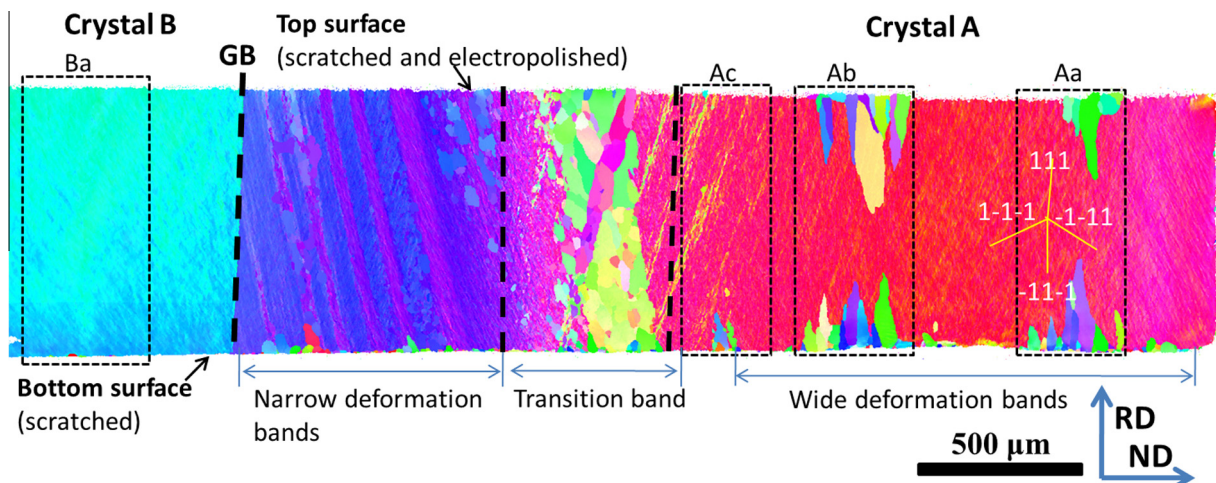 Crystal B
Top surface
(scratched and electropolished)
Crystal A
GB
Ba
Ac
Ab
Aa
111
1-1-1
-1-11
-11-1
Bottom surface
(scratched)
Narrow deformation
bands
Transition band
Wide deformation bands
500 μm
RD
ND